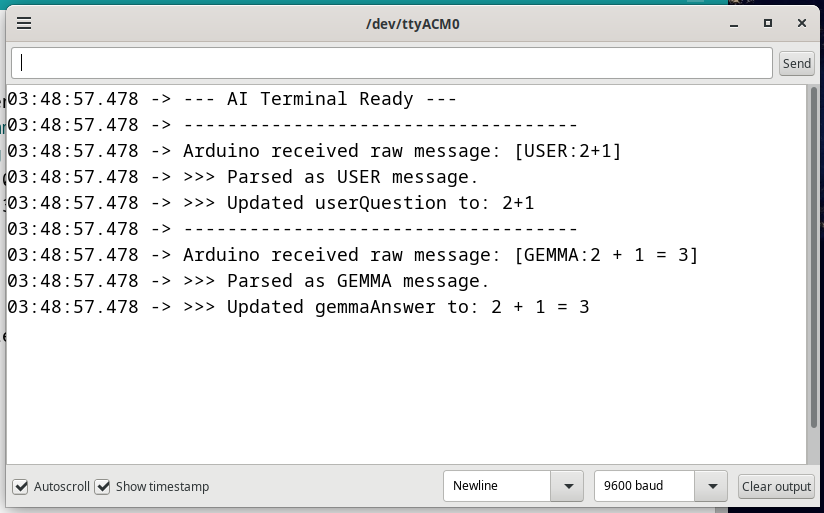 /dev/ttyACM0
Send
03:48:57.478 -> --- AI Terminal Ready ---
03:48:57.478 -> ------------------------------------
03:48:57.478 -> Arduino received raw message: [USER:2+1]
03:48:57.478 -> >>> Parsed as USER message.
03:48:57.478 -> >>> Updated userQuestion to: 2+1
03:48:57.478 -> ------------------------------------
03:48:57.478 -> Arduino received raw message: [GEMMA:2 + 1 = 3]
03:48:57.478 -> >>> Parsed as GEMMA message.
03:48:57.478 -> >>> Updated gemmaAnswer to: 2 + 1 = 3
Autoscroll Show timestamp Newline 9600 baud Clear output